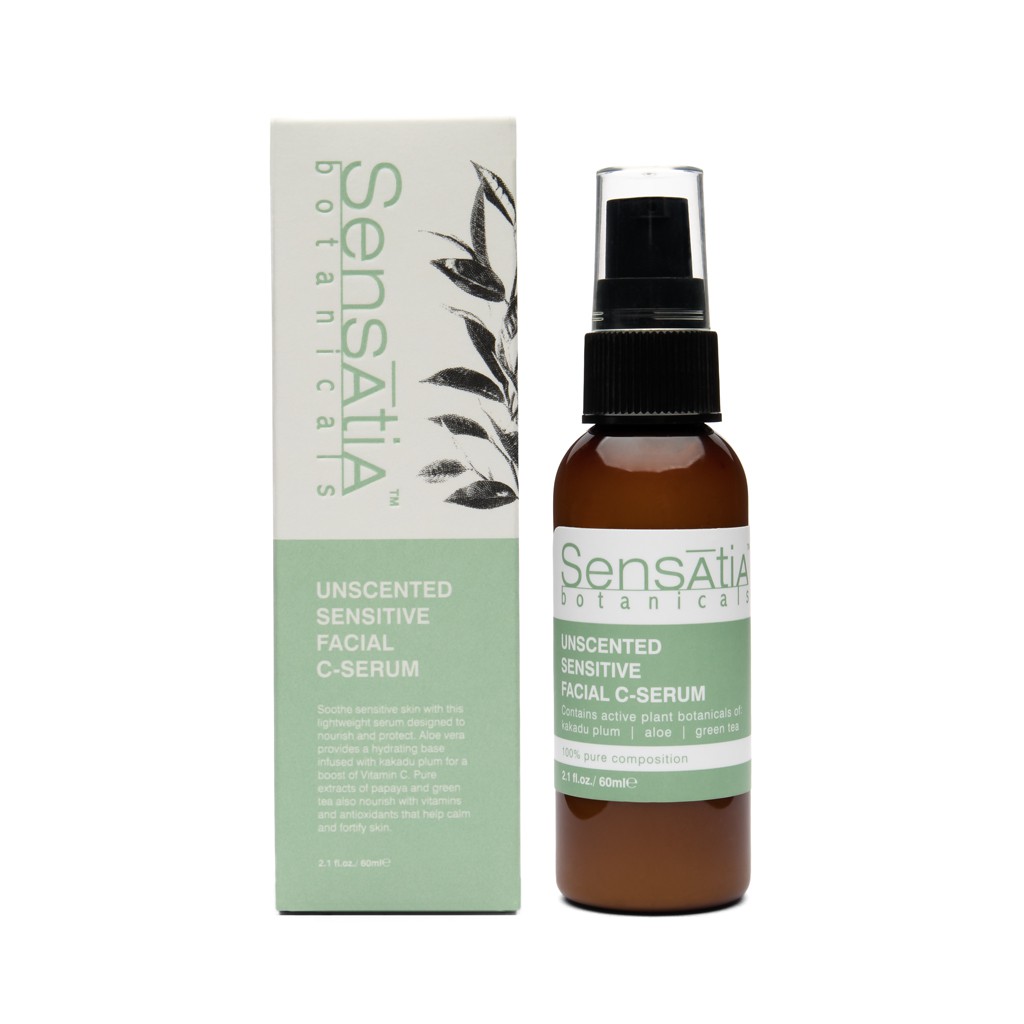 Sensatia
botanicals
TM
UNSCENTED
SENSITIVE
FACIAL
C-SERUM
Soothe sensitive skin with this
lightweight serum designed to
nourish and protect. Aloe vera
provides a hydrating base
infused with kakadu plum for a
boost of Vitamin C. Pure
extracts of papaya and green
tea also nourish with vitamins
and antioxidants that help calm
and fortify skin.
2.1 fl.oz./ 60ml℮
Sensatia
botanicals
UNSCENTED
SENSITIVE
FACIAL C-SERUM
Contains active plant botanicals of:
kakadu plum | aloe | green tea
100% pure composition
2.1 fl.oz./ 60ml℮